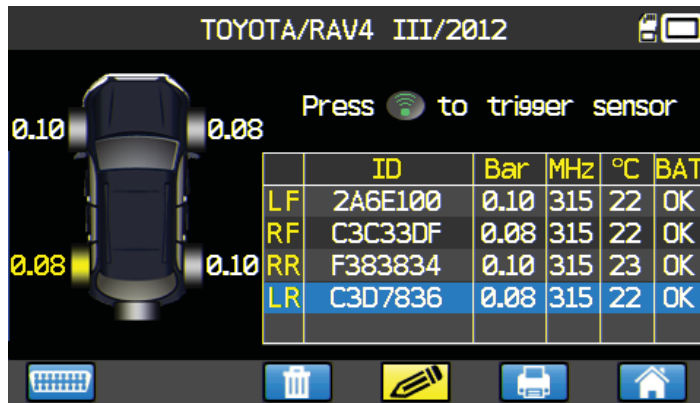 TOYOTA/RAV4 III/2012
Press to trigger sensor
0.10 0.08
0.08 0.10
ID Bar MHz °C BAT
LF 2A6E100 0.10 315 22 OK
RF C3C33DF 0.08 315 22 OK
RR F383834 0.10 315 23 OK
LR C3D7836 0.08 315 22 OK